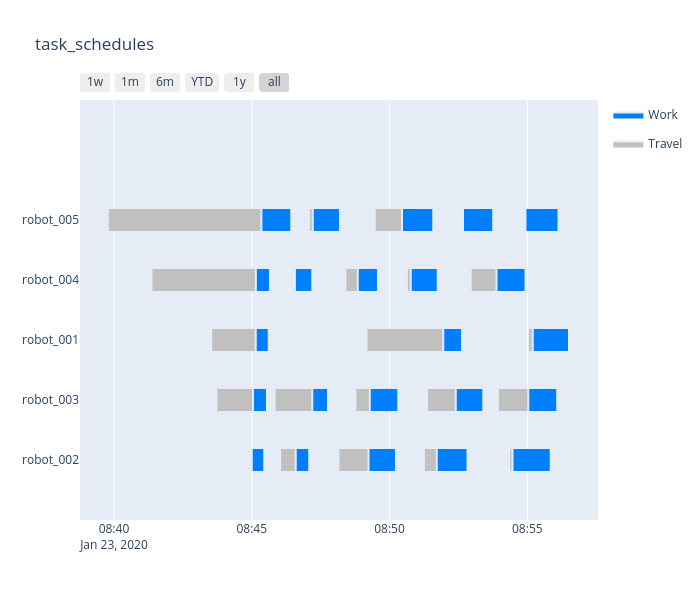 task_schedules
1w 1m 6m YTD 1y all
Work
Travel
robot_005
robot_004
robot_001
robot_003
robot_002
08:40 08:45 08:50 08:55
Jan 23, 2020